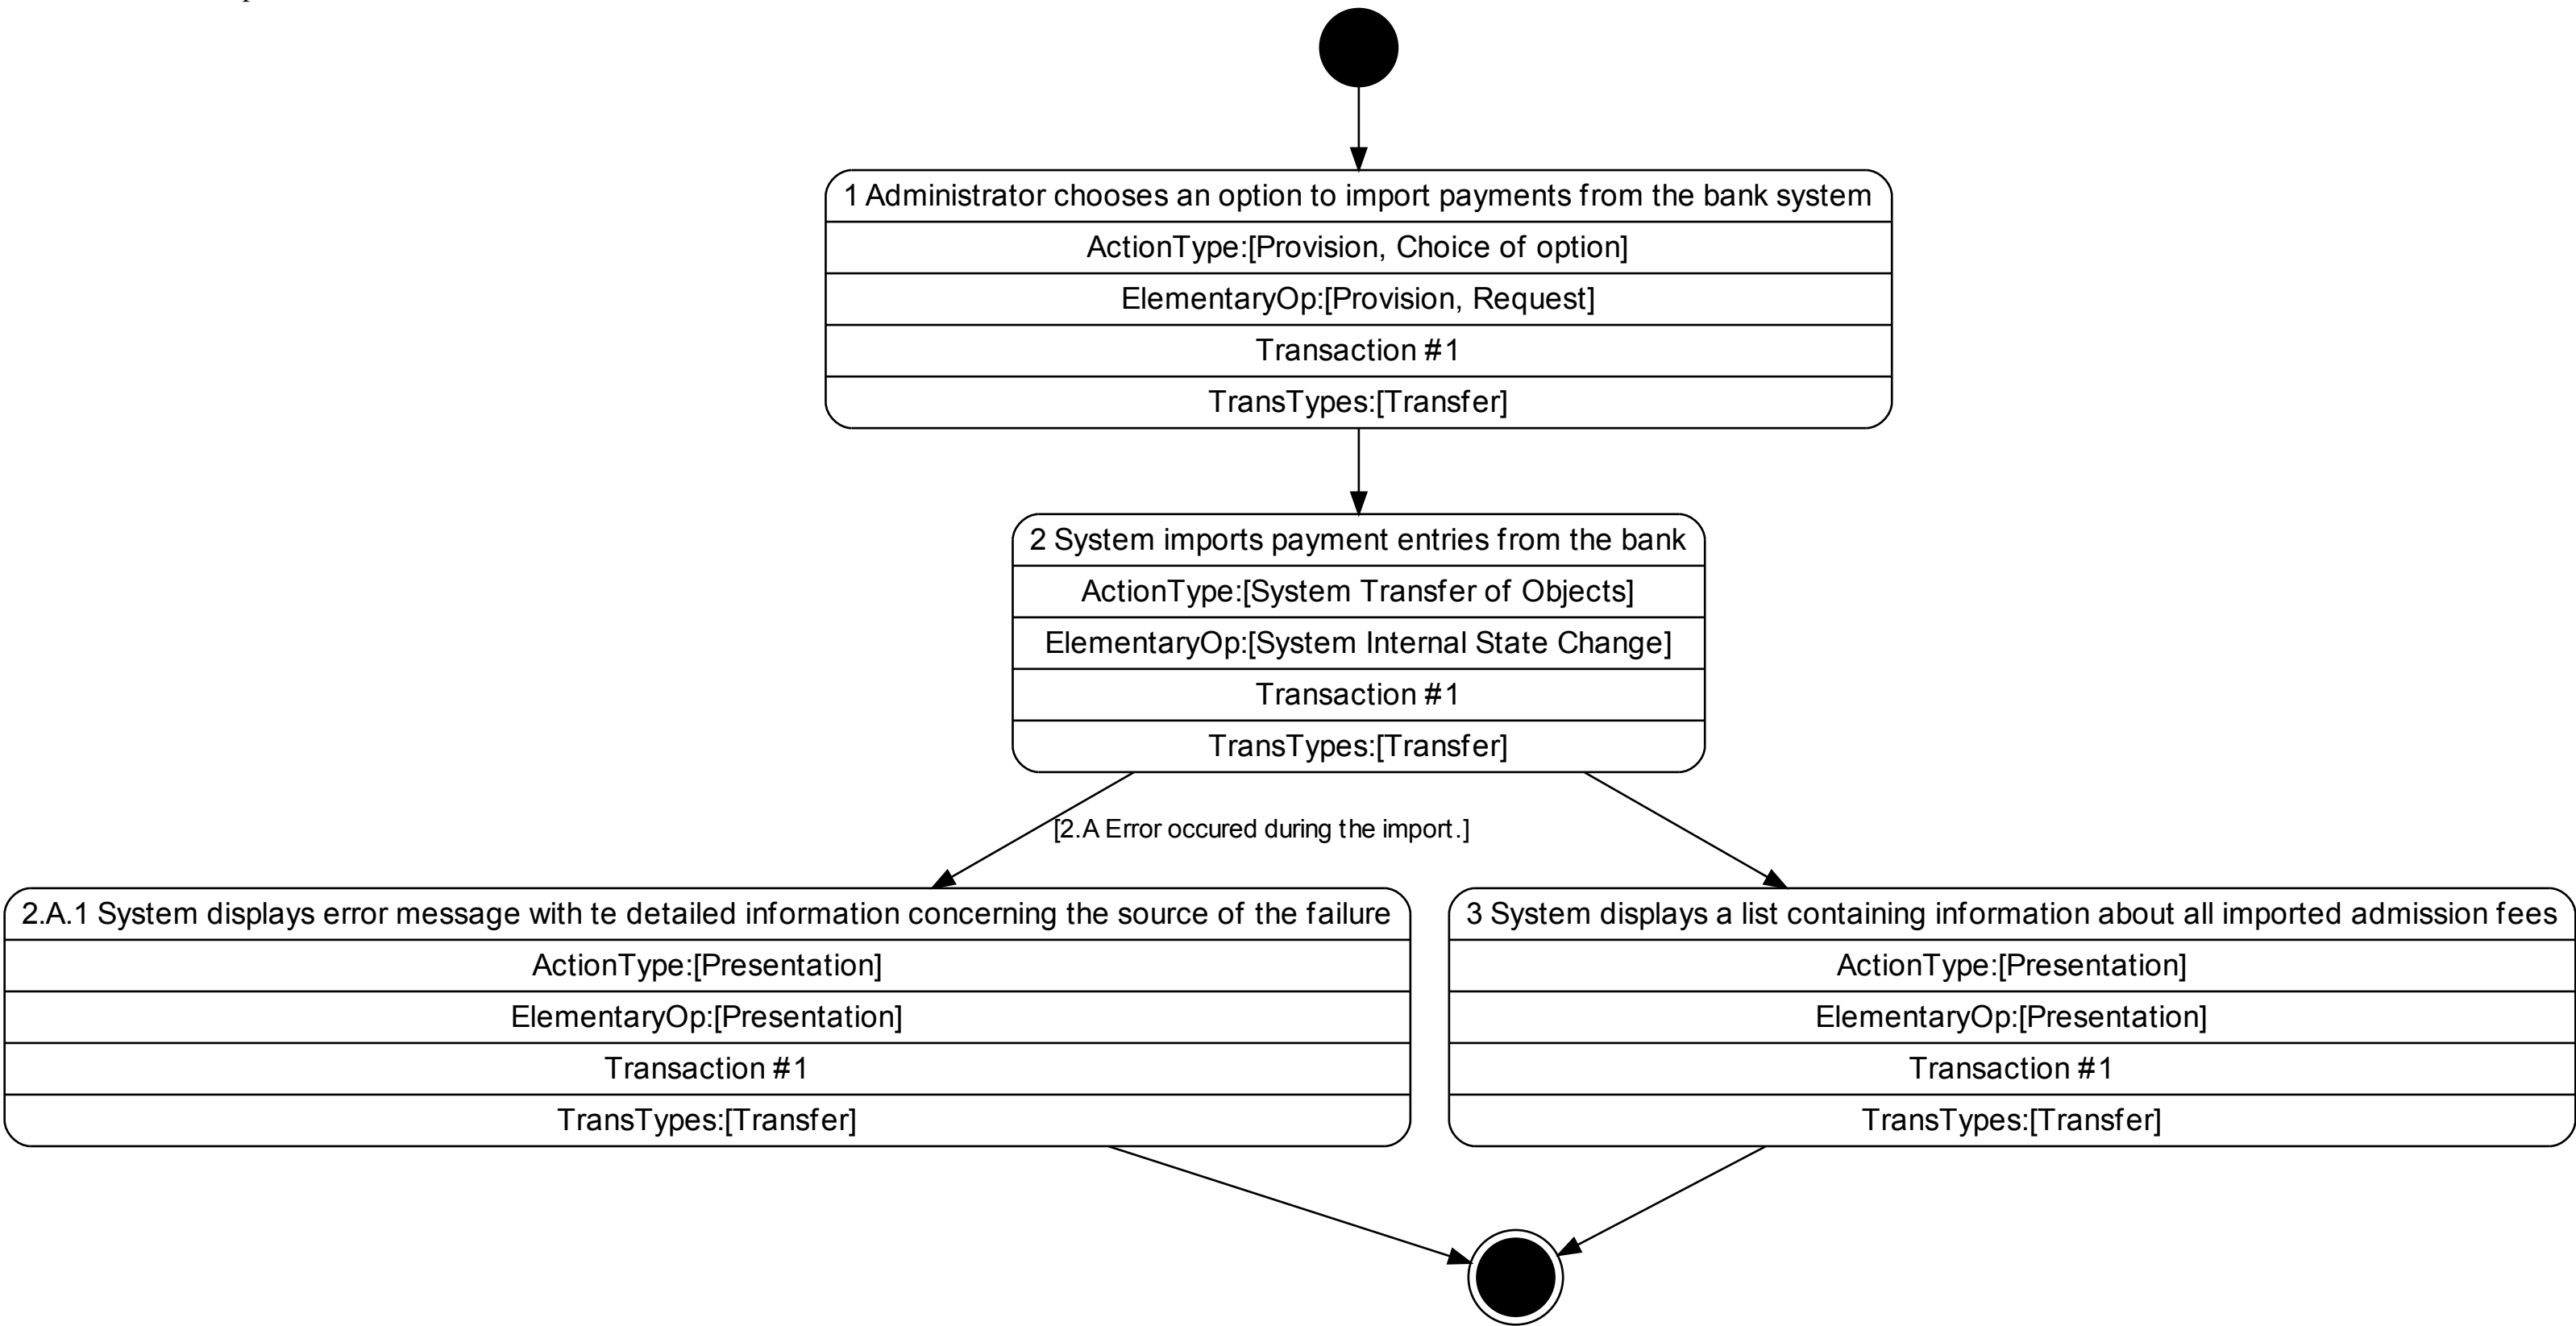 1 Administrator chooses an option to import payments from the bank system
ActionType:[Provision, Choice of option]
ElementaryOp:[Provision, Request]
Transaction #1
TransTypes:[Transfer]
2 System imports payment entries from the bank
ActionType:[System Transfer of Objects]
ElementaryOp:[System Internal State Change]
Transaction #1
TransTypes:[Transfer]
[2.A Error occured during the import.]
2.A.1 System displays error message with te detailed information concerning the source of the failure
ActionType:[Presentation]
ElementaryOp:[Presentation]
Transaction #1
TransTypes:[Transfer]
3 System displays a list containing information about all imported admission fees
ActionType:[Presentation]
ElementaryOp:[Presentation]
Transaction #1
TransTypes:[Transfer]